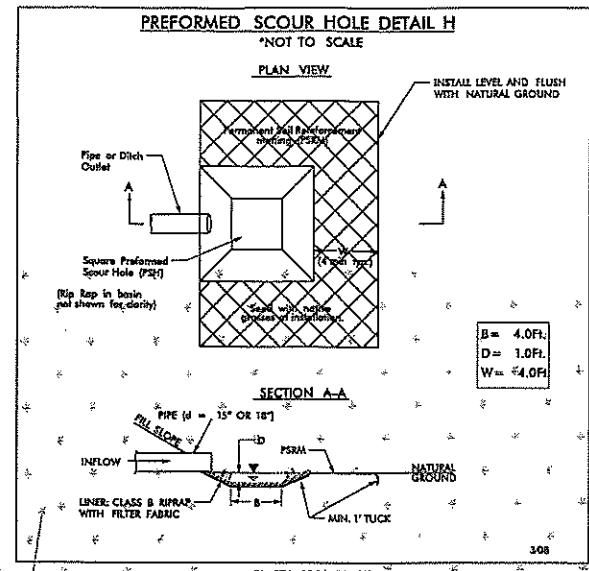 PREFORMED SCOUR HOLE DETAIL H
*NOT TO SCALE
PLAN VIEW
INSTALL LEVEL AND FLUSH
WITH NATURAL GROUND
Permanent Soil Reinforcement
matting (PSRM)
Pipe or Ditch
Outlet
A
A
Square Preformed
Scour Hole (PSH)
W
(4' min typ.)
(Rip Rap in basin
not shown for clarity)
Seed with native
grasses at installation.
B= 4.0Ft.
D= 1.0Ft.
W= 4.0Ft
SECTION A-A
PIPE (d = 15" OR 18")
FILL SLOPE
D
PSRM
INFLOW
NATURAL
GROUND
B
LINER: CLASS B RIPRAP
WITH FILTER FABRIC
MIN. 1' TUCK
308